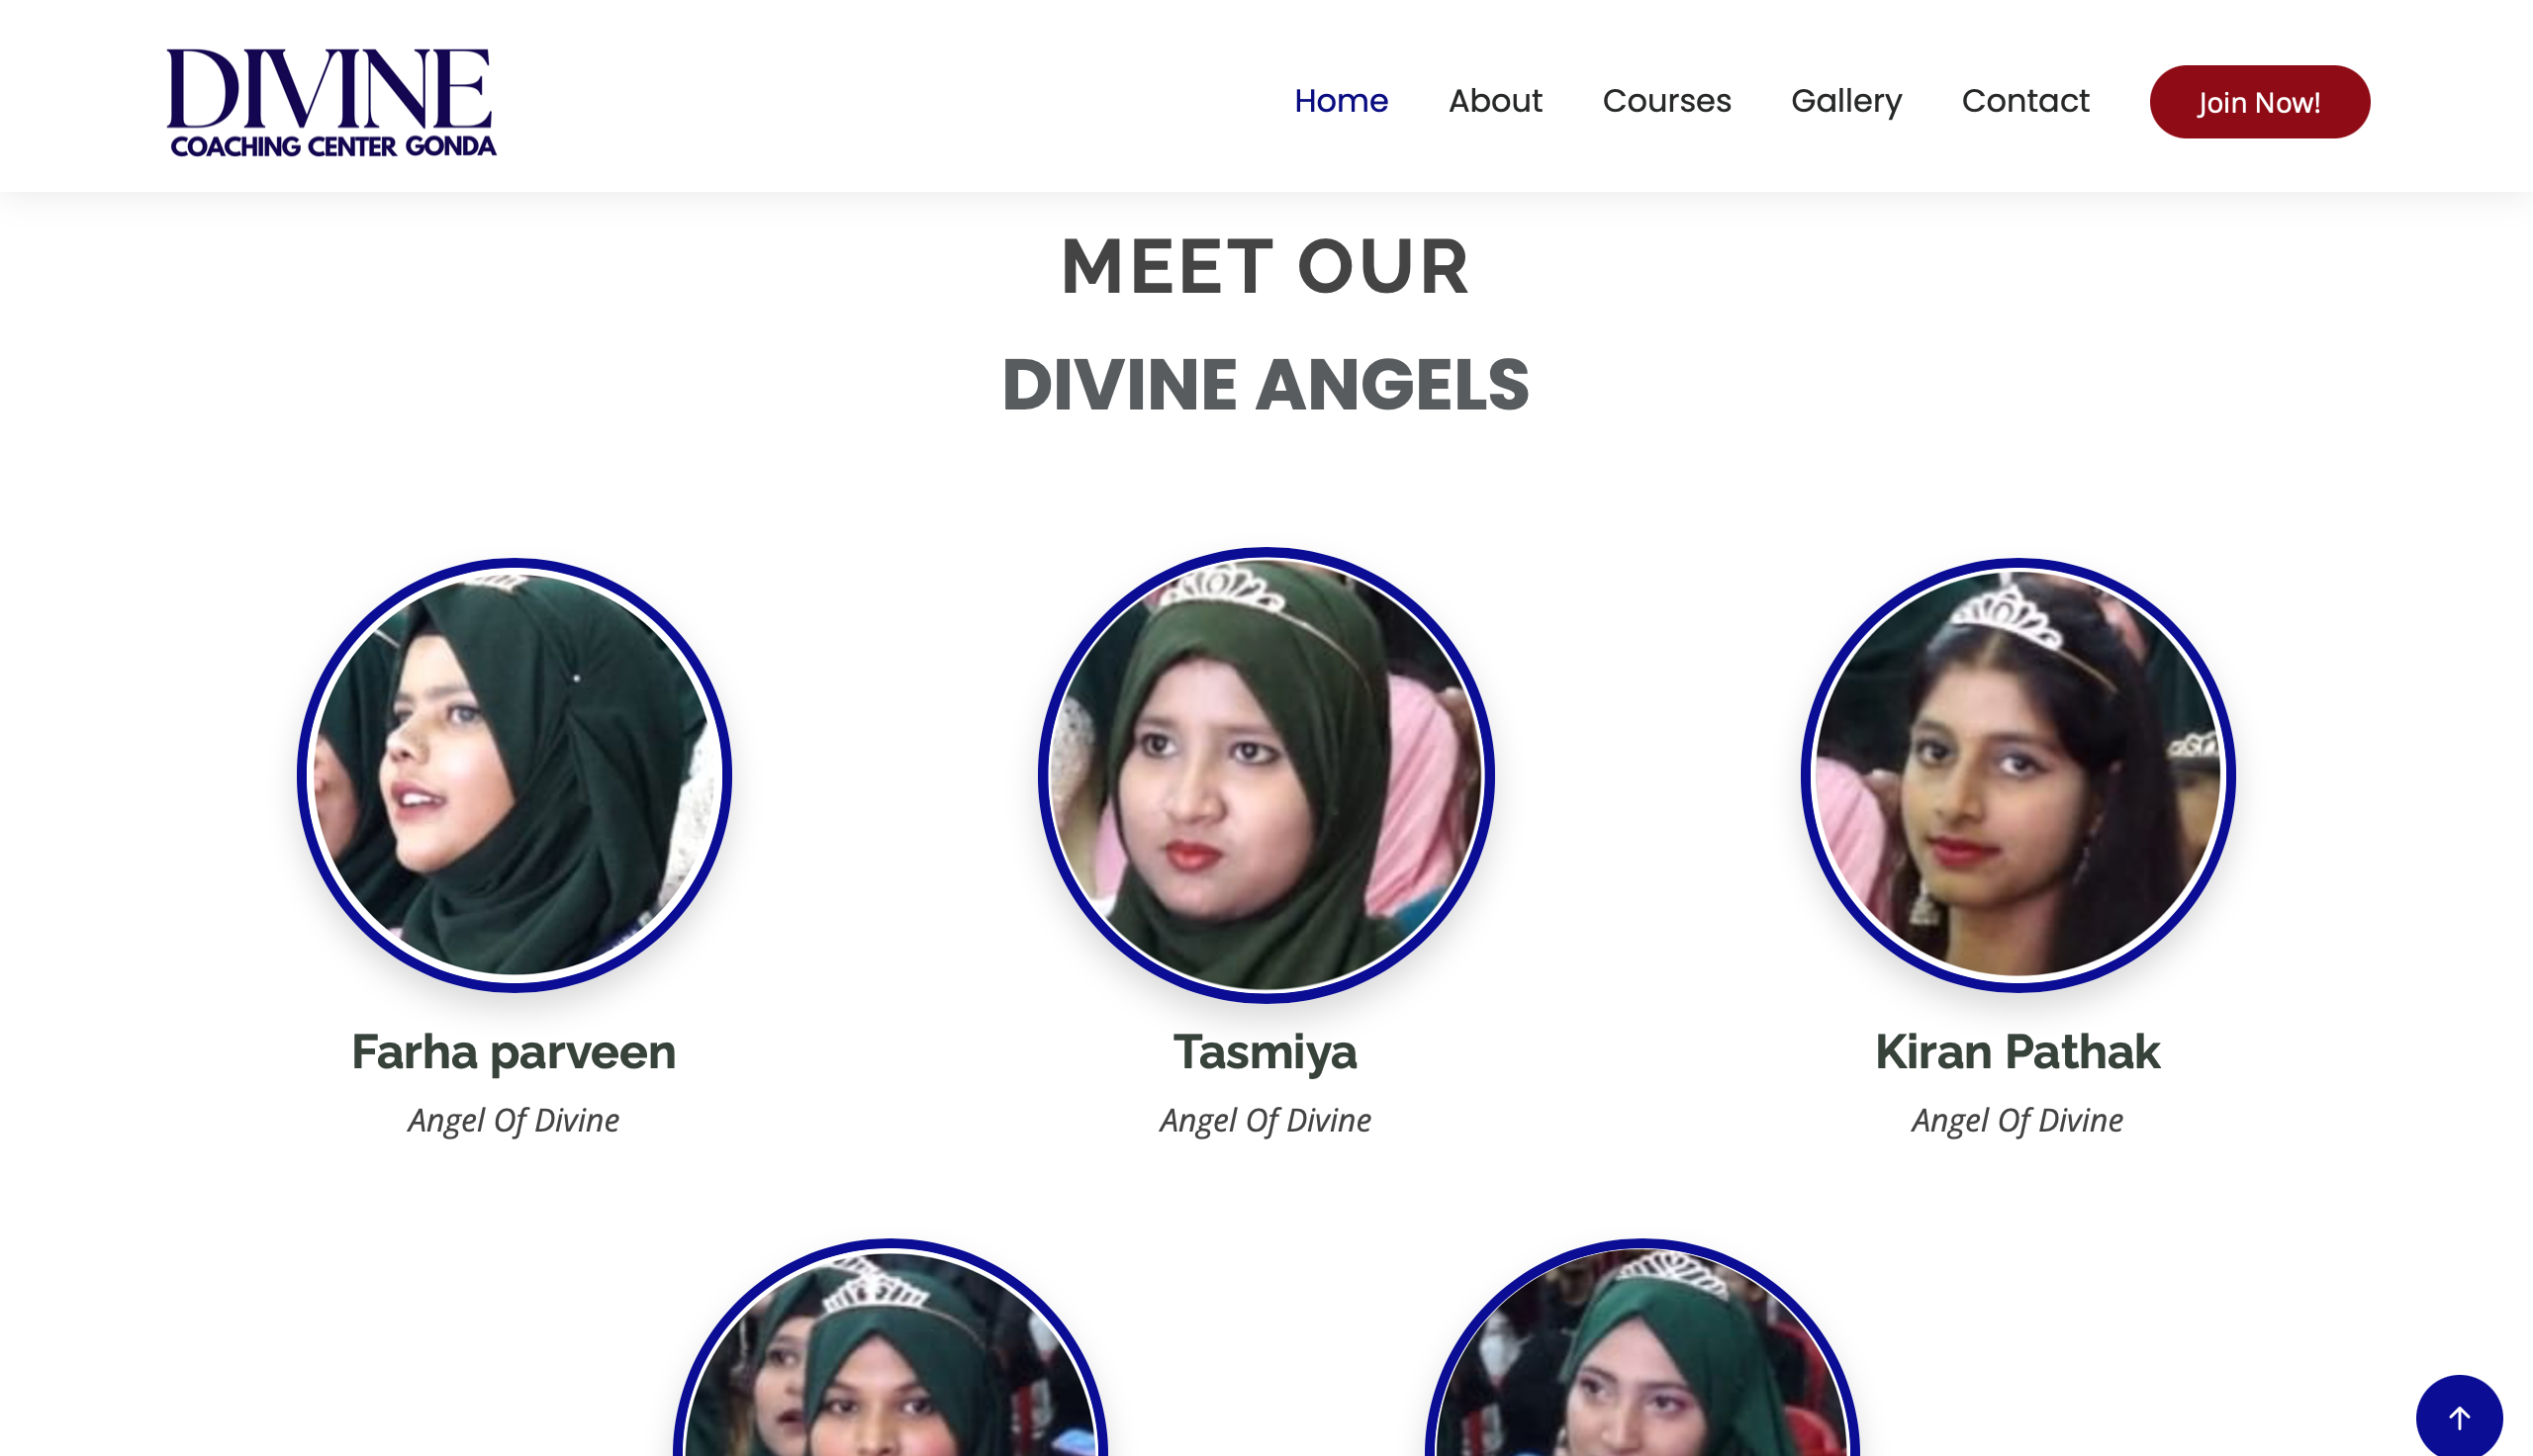 DIVINE
COACHING CENTER GONDA
Home About Courses Gallery Contact Join Now!
MEET OUR
DIVINE ANGELS
Farha parveen Tasmiya Kiran Pathak
Angel Of Divine Angel Of Divine Angel Of Divine